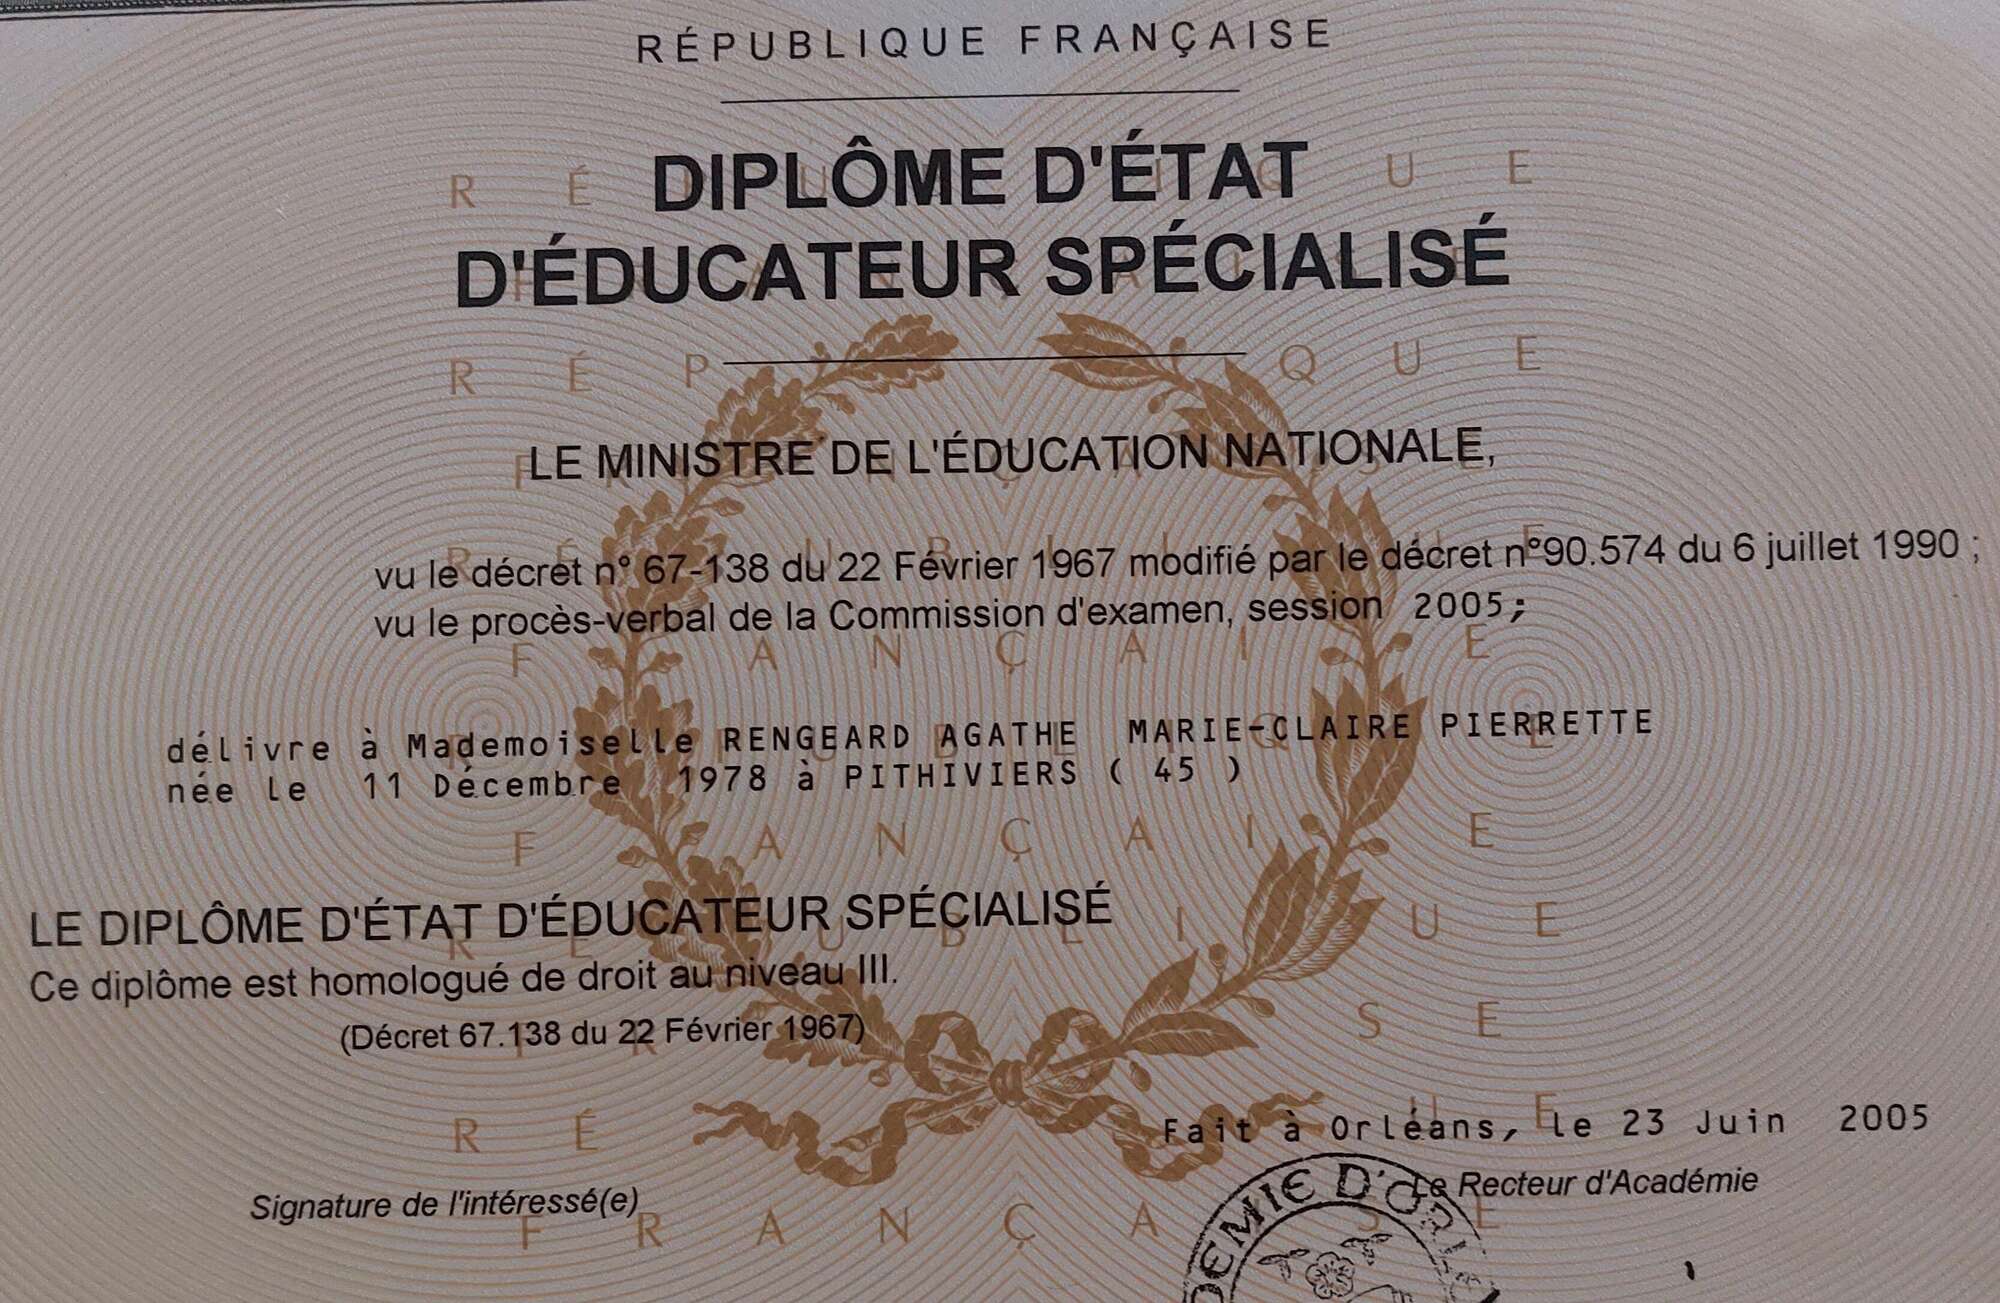 RÉPUBLIQUE FRANÇAISE
DIPLÔME D'ÉTAT
D'ÉDUCATEUR SPÉCIALISÉ
LE MINISTRE DE L'ÉDUCATION NATIONALE,
vu le décret n° 67-138 du 22 Février 1967 modifié par le décret n°90.574 du 6 juillet 1990 ;
vu le procès-verbal de la Commission d'examen, session 2005;
délivre à Mademoiselle RENGEARD AGATHE MARIE-CLAIRE PIERRETTE
née le 11 Décembre 1978 à PITHIVIERS ( 45 )
LE DIPLÔME D'ÉTAT D'ÉDUCATEUR SPÉCIALISÉ
Ce diplôme est homologué de droit au niveau III.
(Décret 67.138 du 22 Février 1967)
Fait à Orléans, le 23 Juin 2005
Signature de l'intéressé(e)
Le Recteur d'Académie